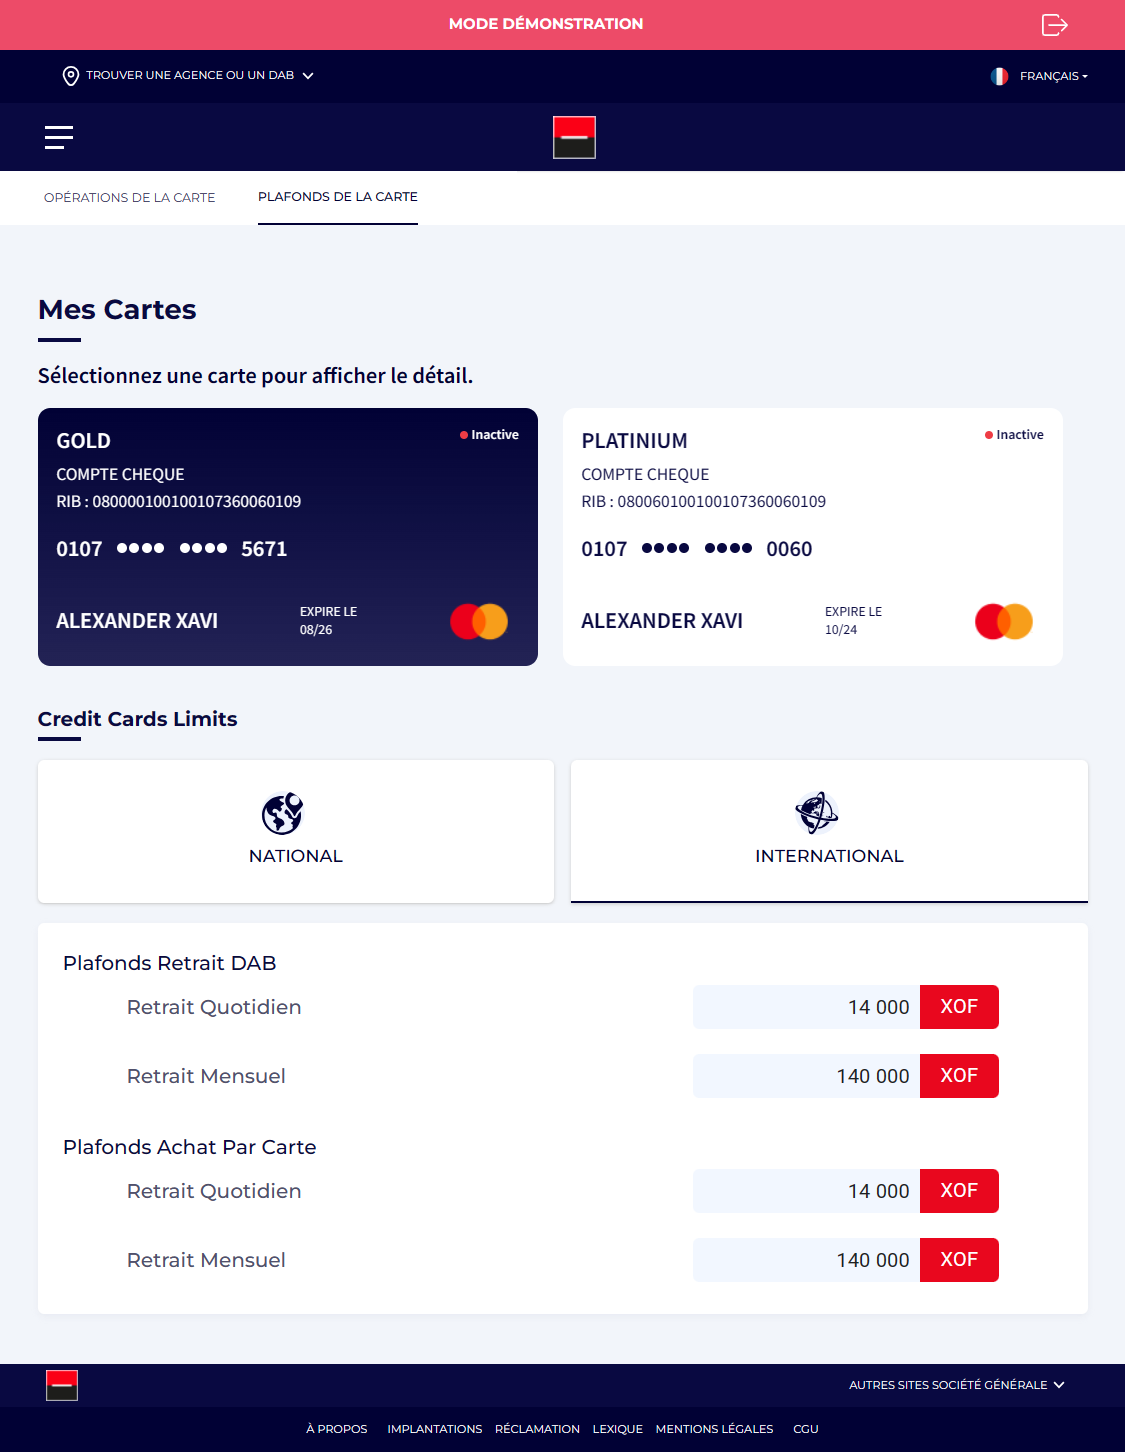 MODE DÉMONSTRATION
TROUVER UNE AGENCE OU UN DAB
FRANÇAIS
OPÉRATIONS DE LA CARTE
PLAFONDS DE LA CARTE
Mes Cartes
Sélectionnez une carte pour afficher le détail.
GOLD
Inactive
COMPTE CHEQUE
RIB : 080000100100107360060109
0107 •••• •••• 5671
ALEXANDER XAVI
EXPIRE LE
08/26
PLATINIUM
Inactive
COMPTE CHEQUE
RIB : 080060100100107360060109
0107 •••• •••• 0060
ALEXANDER XAVI
EXPIRE LE
10/24
Credit Cards Limits
NATIONAL
INTERNATIONAL
Plafonds Retrait DAB
Retrait Quotidien 14 000 XOF
Retrait Mensuel 140 000 XOF
Plafonds Achat Par Carte
Retrait Quotidien 14 000 XOF
Retrait Mensuel 140 000 XOF
AUTRES SITES SOCIÉTÉ GÉNÉRALE
À PROPOS IMPLANTATIONS RÉCLAMATION LEXIQUE MENTIONS LÉGALES CGU